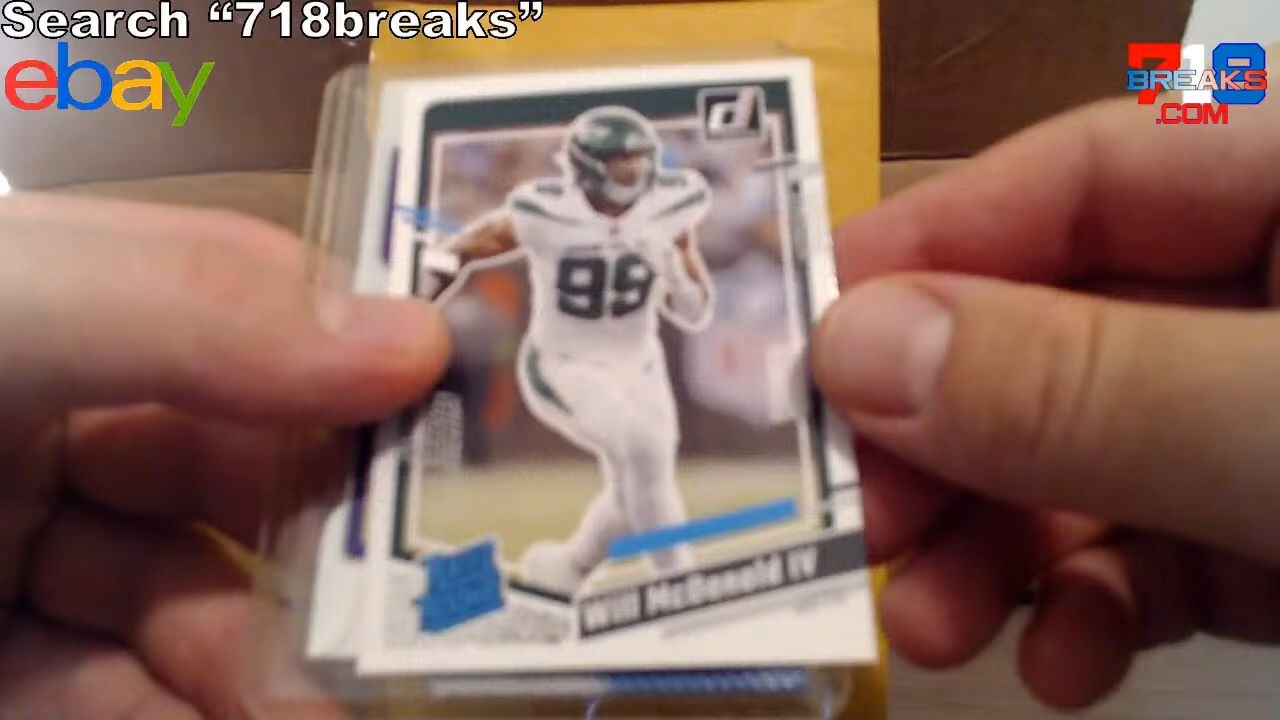 Search “718breaks”
ebay
718
BREAKS
.COM
d
99
Will McDonald IV